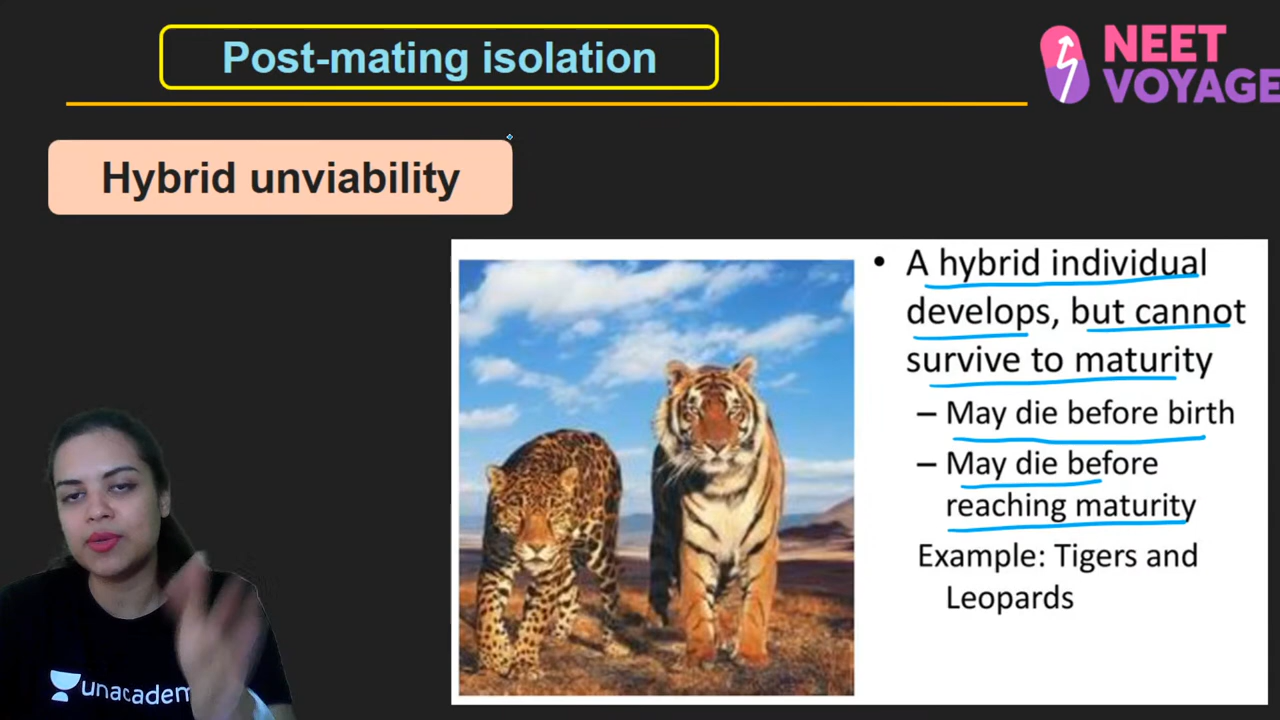 Post-mating isolation
NEET
VOYAGE
Hybrid unviability
• A hybrid individual
develops, but cannot
survive to maturity
– May die before birth
– May die before
reaching maturity
Example: Tigers and
Leopards
unacadem